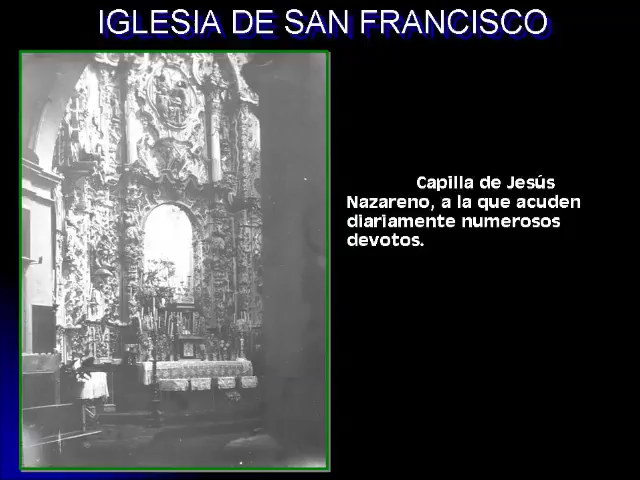 IGLESIA DE SAN FRANCISCO
Capilla de Jesús
Nazareno, a la que acuden
diariamente numerosos
devotos.